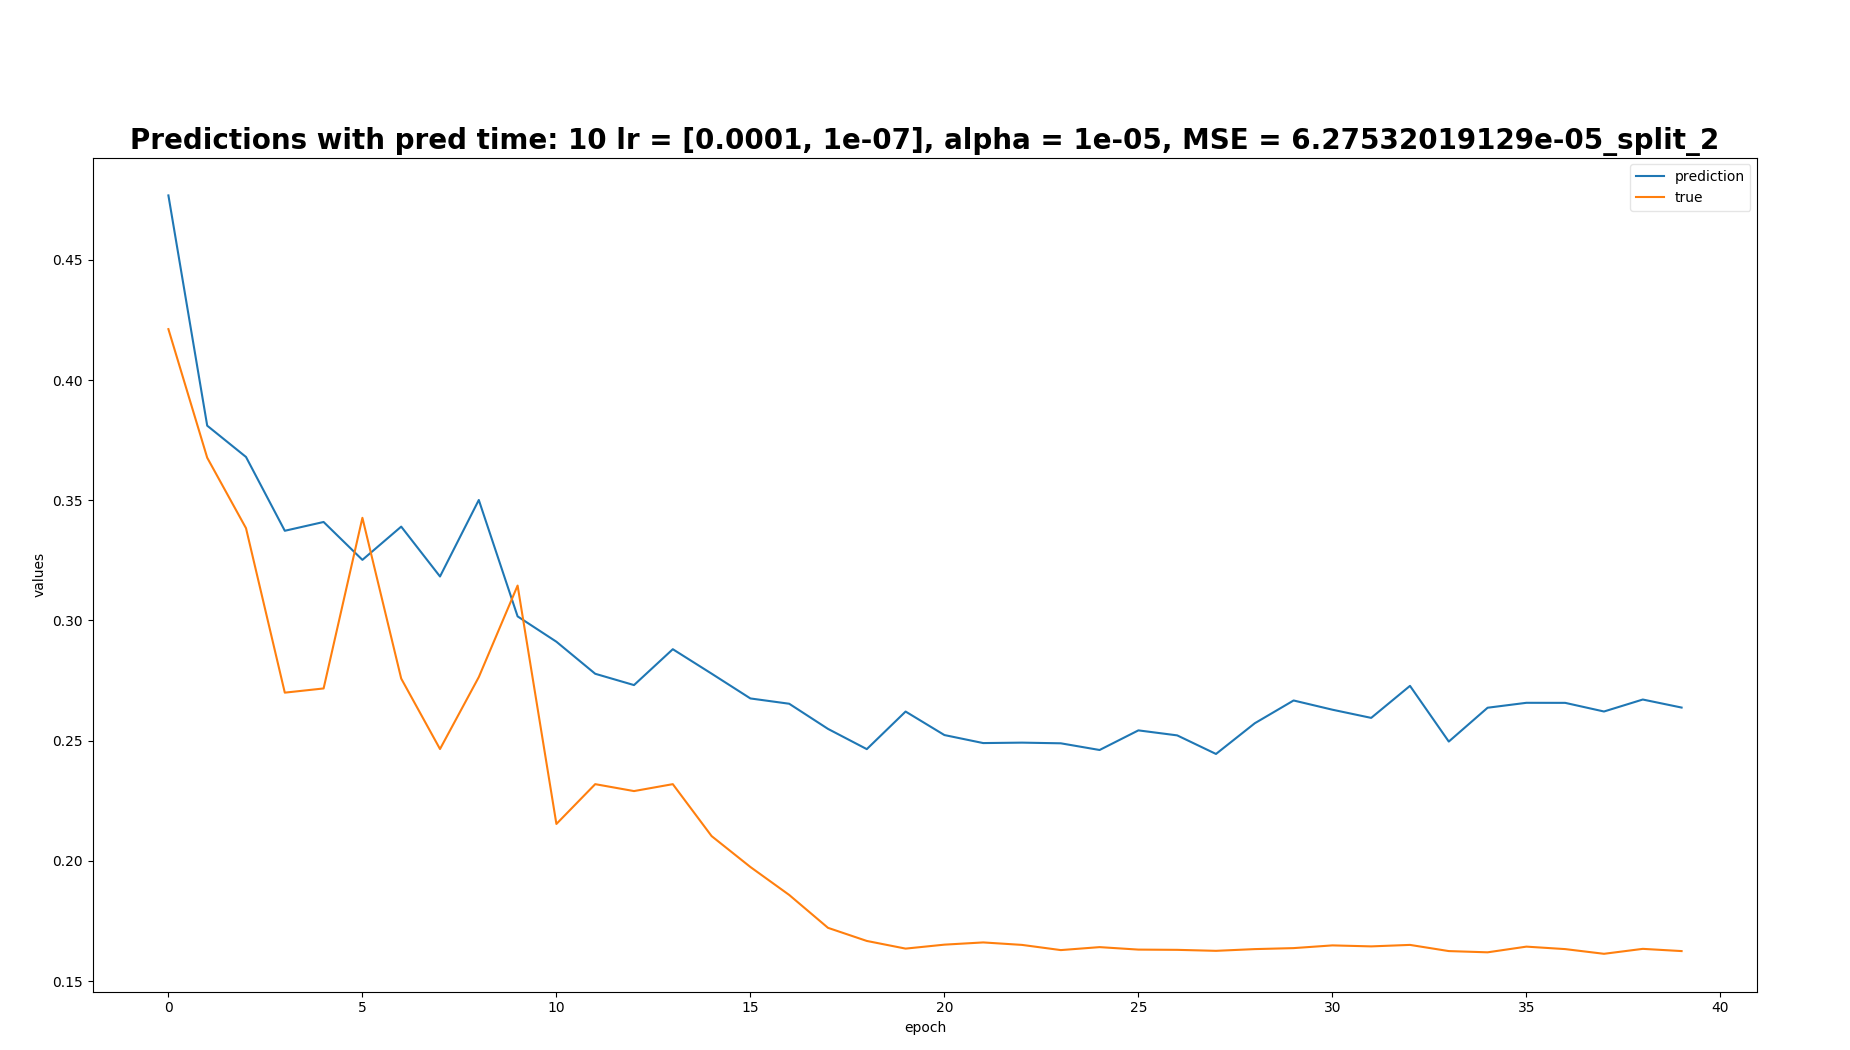 Predictions with pred time: 10 lr = [0.0001, 1e-07], alpha = 1e-05, MSE = 6.27532019129e-05_split_2
prediction
true
0.45
0.40
0.35
0.30
0.25
0.20
0.15
values
0 5 10 15 20 25 30 35 40
epoch